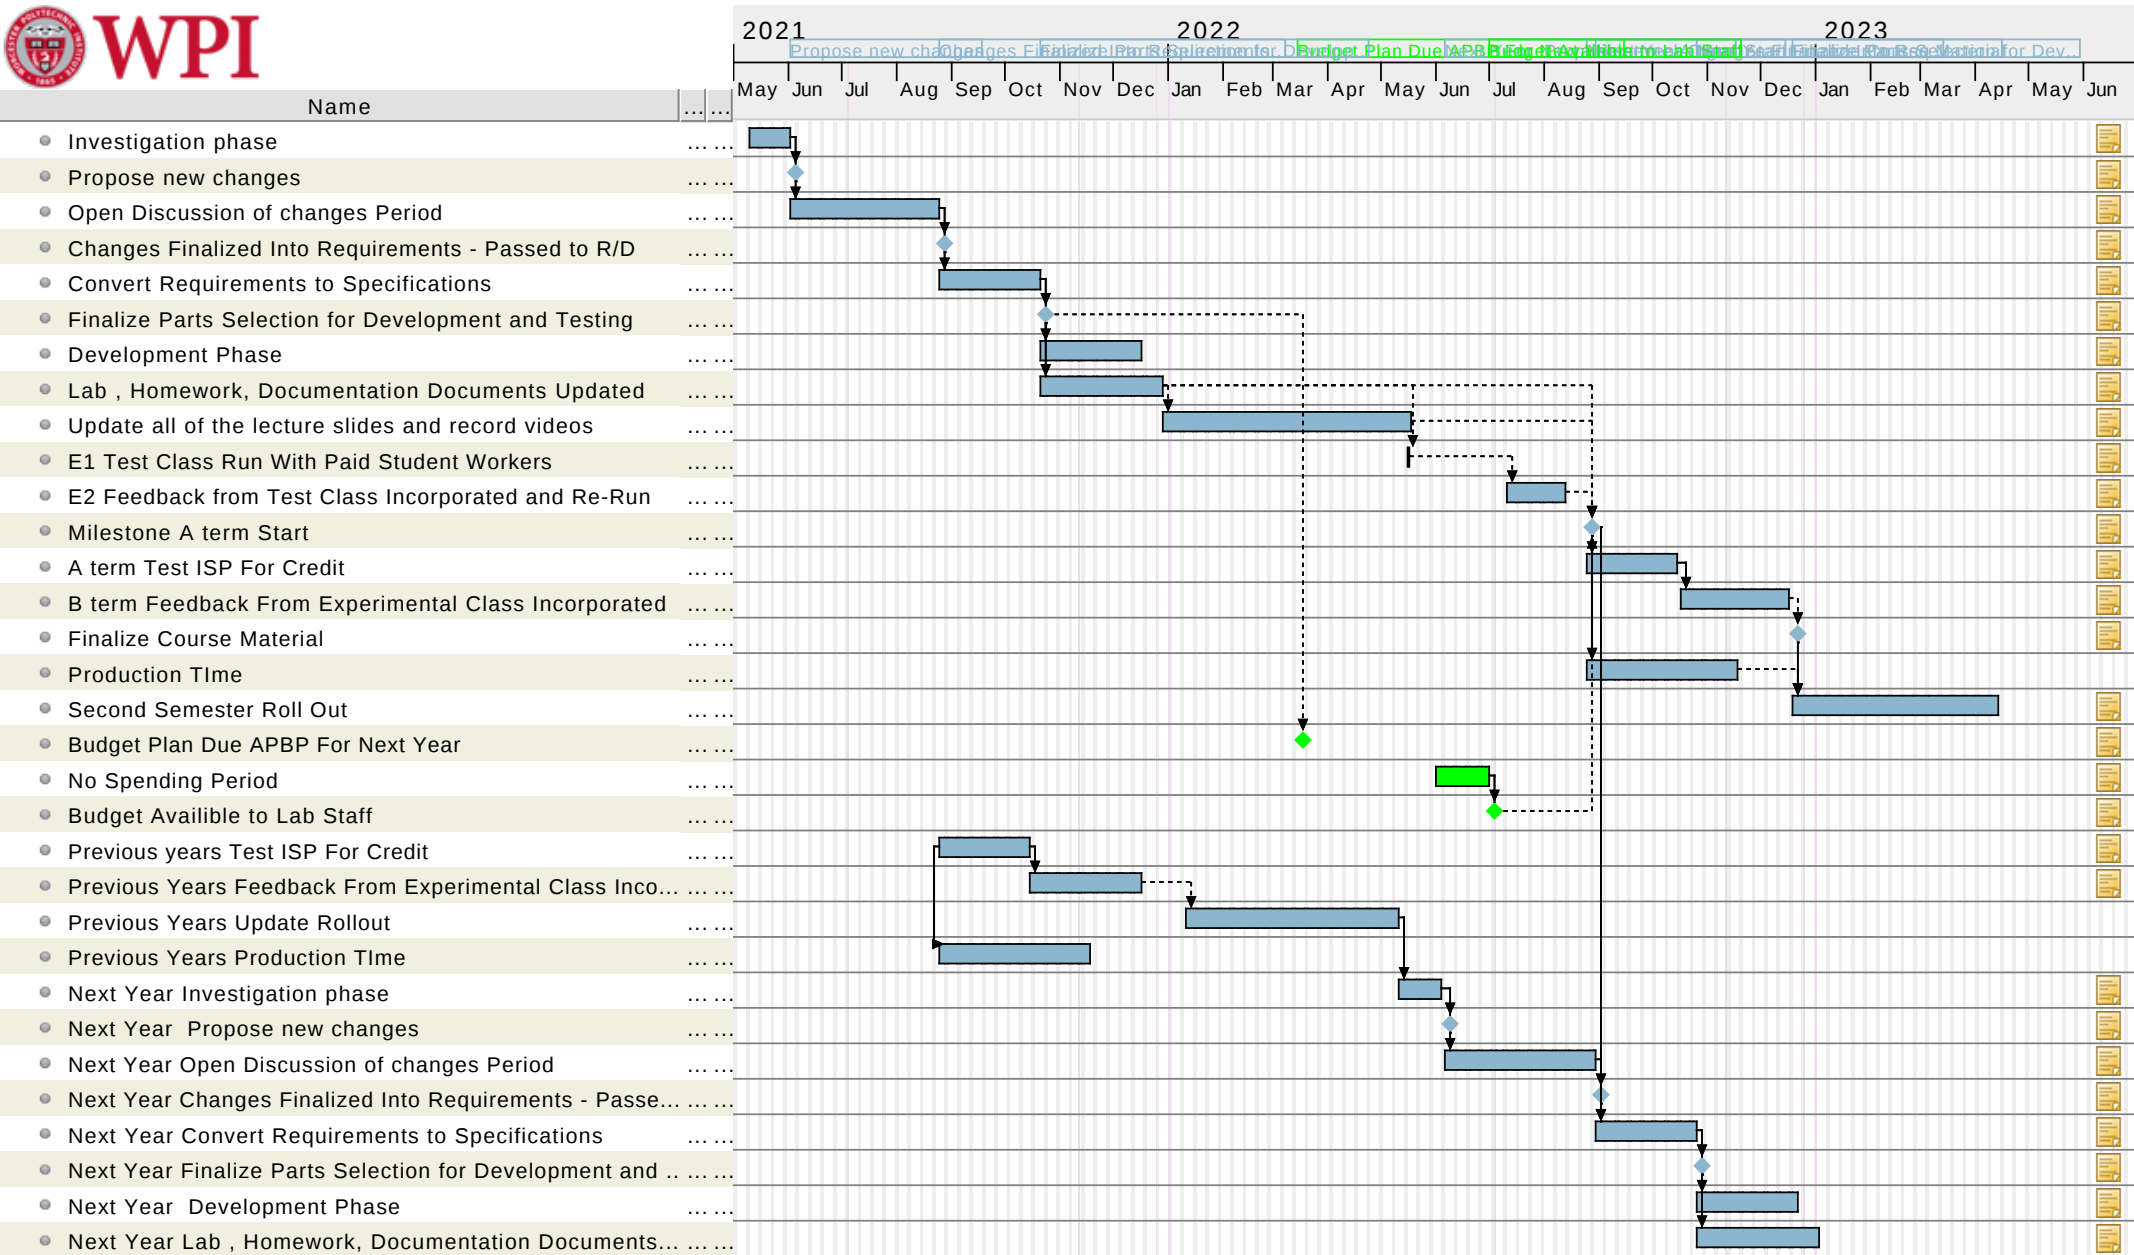 WPI
2021 2022 2023
Propose new changes
Budget Plan Due APBP
May Jun Jul Aug Sep Oct Nov Dec Jan Feb Mar Apr May Jun Jul Aug Sep Oct Nov Dec Jan Feb Mar Apr May Jun
Name ... ...
Investigation phase ... ...
Propose new changes ... ...
Open Discussion of changes Period ... ...
Changes Finalized Into Requirements - Passed to R/D ... ...
Convert Requirements to Specifications ... ...
Finalize Parts Selection for Development and Testing ... ...
Development Phase ... ...
Lab , Homework, Documentation Documents Updated ... ...
Update all of the lecture slides and record videos ... ...
E1 Test Class Run With Paid Student Workers ... ...
E2 Feedback from Test Class Incorporated and Re-Run ... ...
Milestone A term Start ... ...
A term Test ISP For Credit ... ...
B term Feedback From Experimental Class Incorporated ... ...
Finalize Course Material ... ...
Production TIme ... ...
Second Semester Roll Out ... ...
Budget Plan Due APBP For Next Year ... ...
No Spending Period ... ...
Budget Availible to Lab Staff ... ...
Previous years Test ISP For Credit ... ...
Previous Years Feedback From Experimental Class Inco... ... ...
Previous Years Update Rollout ... ...
Previous Years Production TIme ... ...
Next Year Investigation phase ... ...
Next Year  Propose new changes ... ...
Next Year Open Discussion of changes Period ... ...
Next Year Changes Finalized Into Requirements - Passe... ... ...
Next Year Convert Requirements to Specifications ... ...
Next Year Finalize Parts Selection for Development and .. ... ...
Next Year  Development Phase ... ...
Next Year Lab , Homework, Documentation Documents... ... ...